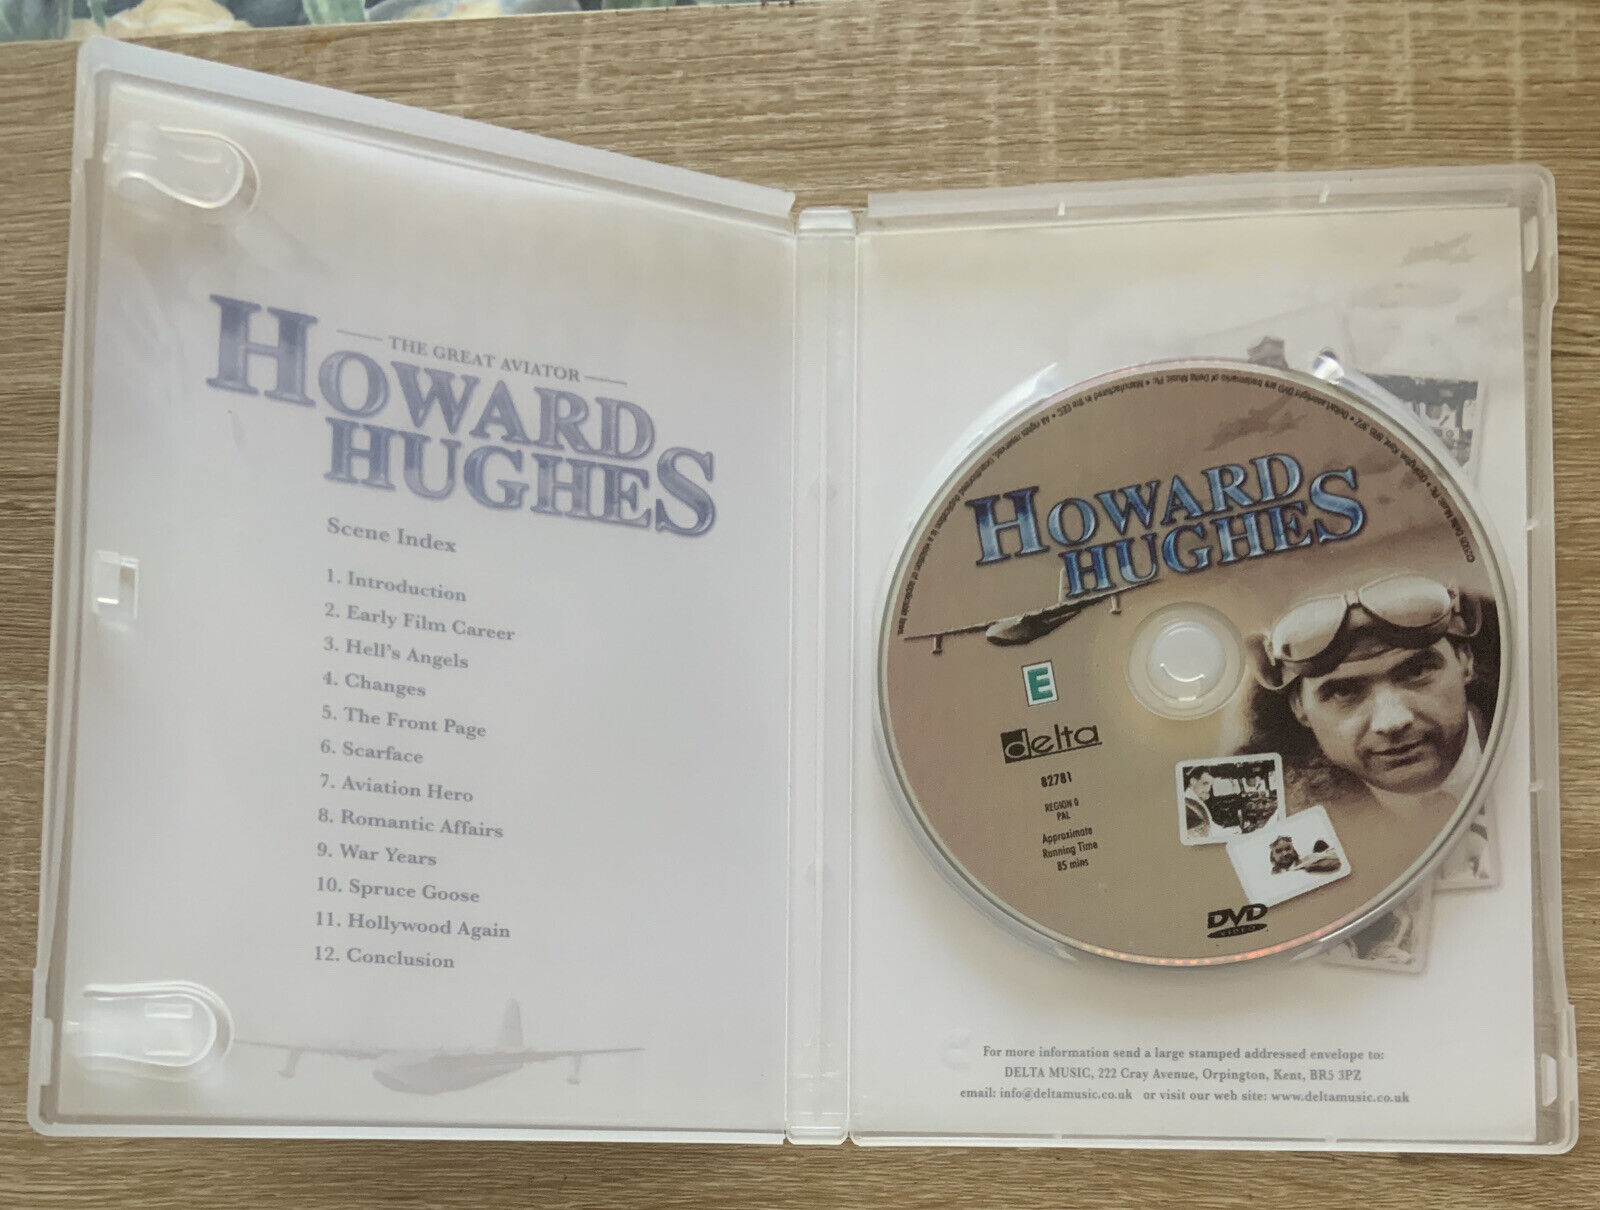 THE GREAT AVIATOR
HOWARD
HUGHES
Scene Index
1. Introduction
2. Early Film Career
3. Hell's Angels
4. Changes
5. The Front Page
6. Scarface
7. Aviation Hero
8. Romantic Affairs
9. War Years
10. Spruce Goose
11. Hollywood Again
12. Conclusion
HOWARD
HUGHES
E
delta
82781
REGION 0
PAL
Approximate
Running Time
85 mins
DVD
VIDEO
For more information send a large stamped addressed envelope to:
DELTA MUSIC, 222 Cray Avenue, Orpington, Kent, BR5 3PZ
email: info@deltamusic.co.uk or visit our web site: www.deltamusic.co.uk